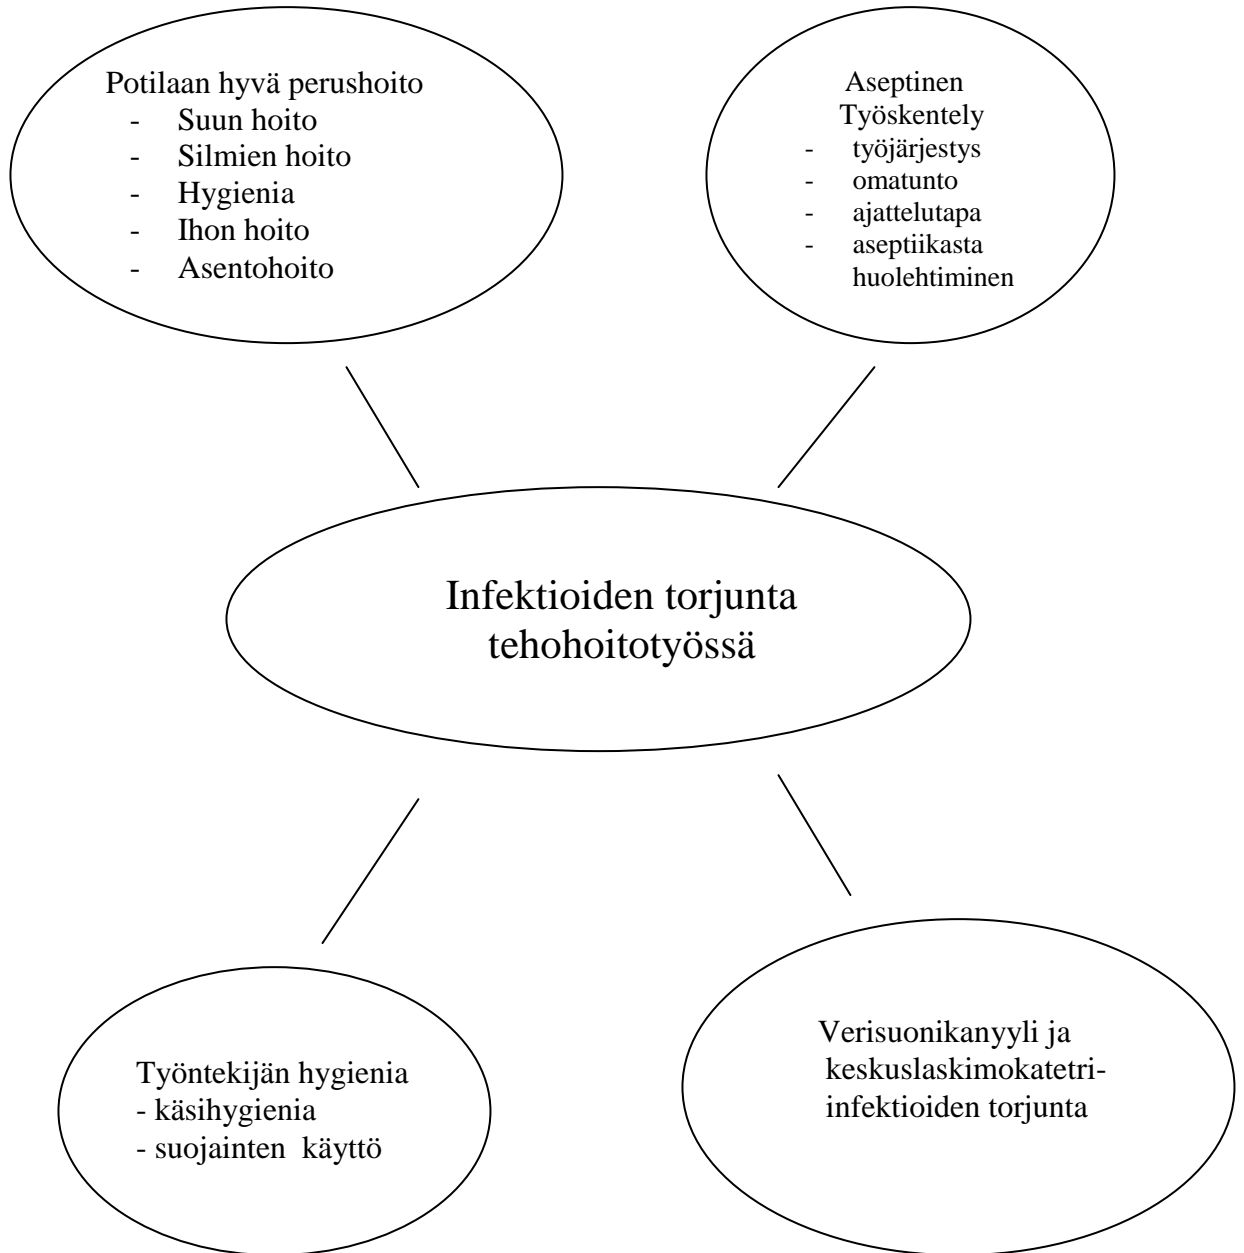 Potilaan hyvä perushoito
- Suun hoito
- Silmien hoito
- Hygienia
- Ihon hoito
- Asentohoito
Aseptinen
Työskentely
- työjärjestys
- omatunto
- ajattelutapa
- aseptiikasta
huolehtiminen
Infektioiden torjunta
tehohoitotyössä
Työntekijän hygienia
- käsihygienia
- suojainten käyttö
Verisuonikanyyli ja
keskuslaskimokatetri-
infektioiden torjunta